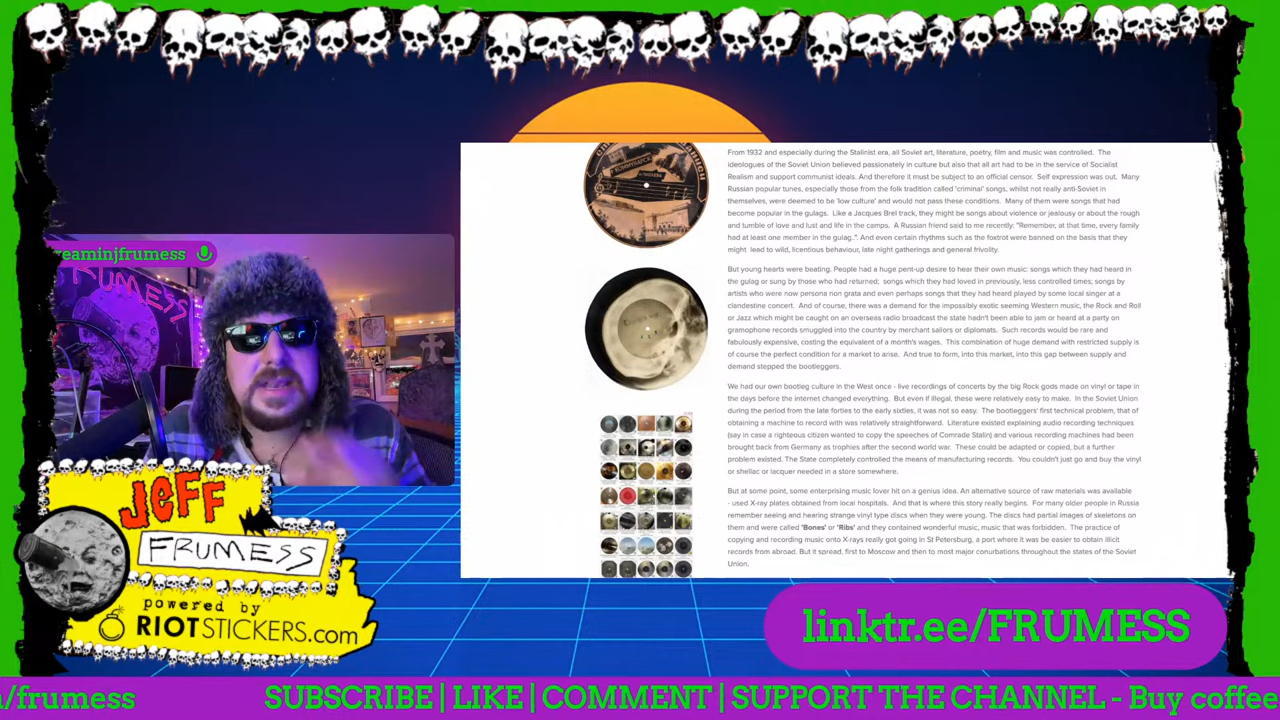 From 1932 and especially during the Stalinist era, all Soviet art, literature, poetry, film and music was controlled. The
ideologues of the Soviet Union believed passionately in culture but also that all art had to be in the service of Socialist
Realism and support communist ideals. And therefore it must be subject to an official censor. Self expression was out. Many
Russian popular tunes, especially those from the folk tradition called 'criminal' songs, whilst not really anti-Soviet in
themselves, were deemed to be 'low culture' and would not pass these conditions. Many of them were songs that had
become popular in the gulags. Like a Jacques Brel track, they might be songs about violence or jealousy or about the rough
and tumble of love and lust and life in the camps. A Russian friend said to me recently: "Remember, at that time, every family
had at least one member in the gulag..". And even certain rhythms such as the foxtrot were banned on the basis that they
might lead to wild, licentious behaviour, late night gatherings and general frivolity.
But young hearts were beating. People had a huge pent-up desire to hear their own music: songs which they had heard in
the gulag or sung by those who had returned; songs which they had loved in previously, less controlled times; songs by
artists who were now persona non grata and even perhaps songs that they had heard played by some local singer at a
clandestine concert. And of course, there was a demand for the impossibly exotic seeming Western music, the Rock and Roll
or Jazz which might be caught on an overseas radio broadcast the state hadn't been able to jam or heard at a party on
gramophone records smuggled into the country by merchant sailors or diplomats. Such records would be rare and
fabulously expensive, costing the equivalent of a month's wages. This combination of huge demand with restricted supply is
of course the perfect condition for a market to arise. And true to form, into this market, into this gap between supply and
demand stepped the bootleggers.
We had our own bootleg culture in the West once - live recordings of concerts by the big Rock gods made on vinyl or tape in
the days before the internet changed everything. But even if illegal, these were relatively easy to make. In the Soviet Union
during the period from the late forties to the early sixties, it was not so easy. The bootleggers' first technical problem, that of
obtaining a machine to record with was relatively straightforward. Literature existed explaining audio recording techniques
(say in case a righteous citizen wanted to copy the speeches of Comrade Stalin) and various recording machines had been
brought back from Germany as trophies after the second world war. These could be adapted or copied, but a further
problem existed. The State completely controlled the means of manufacturing records. You couldn't just go and buy the vinyl
or shellac or lacquer needed in a store somewhere.
But at some point, some enterprising music lover hit on a genius idea. An alternative source of raw materials was available
- used X-ray plates obtained from local hospitals. And that is where this story really begins. For many older people in Russia
remember seeing and hearing strange vinyl type discs when they were young. The discs had partial images of skeletons on
them and were called 'Bones' or 'Ribs' and they contained wonderful music, music that was forbidden. The practice of
copying and recording music onto X-rays really got going in St Petersburg, a port where it was easier to obtain illicit
records from abroad. But it spread, first to Moscow and then to most major conurbations throughout the states of the Soviet
Union.
eaminjfrumess
JEFF
FRUMESS
powered by
RIOTSTICKERS.com
linktr.ee/FRUMESS
/frumess SUBSCRIBE | LIKE | COMMENT | SUPPORT THE CHANNEL - Buy coffee